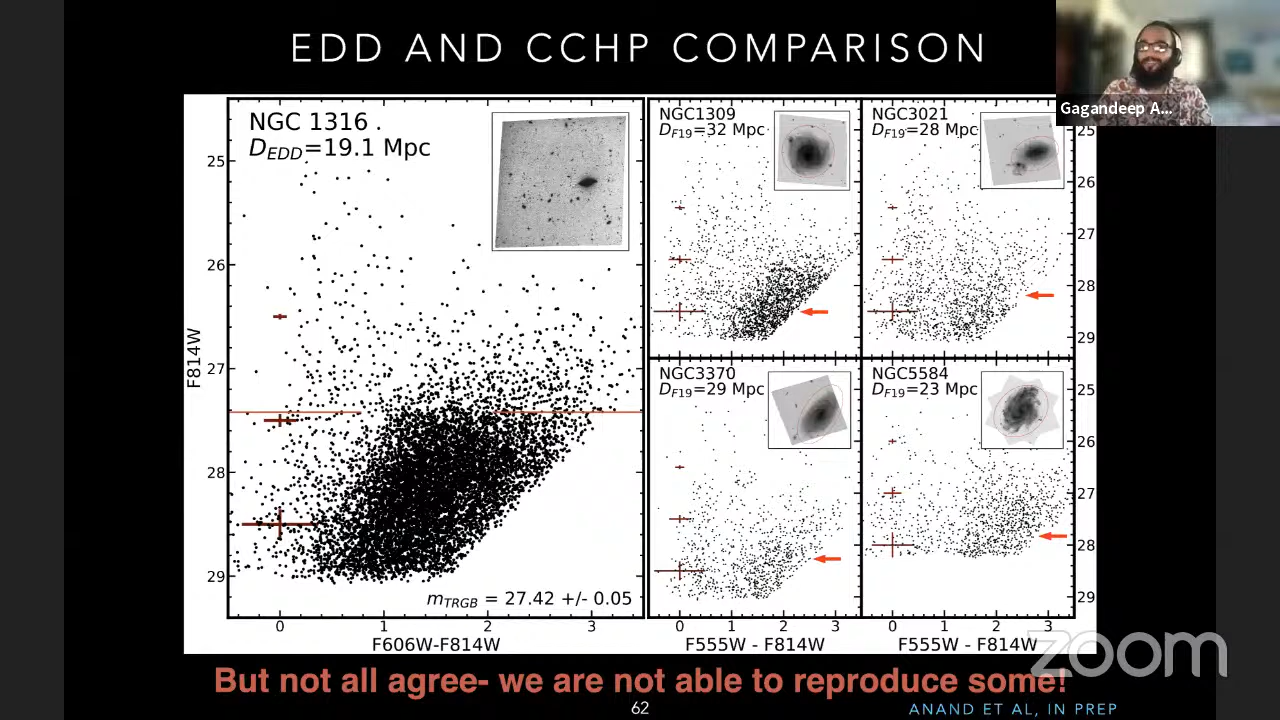 EDD AND CCHP COMPARISON
Gagandeep A...
NGC 1316 .
D_EDD=19.1 Mpc
25
26
27
28
29
F814W
m_TRGB = 27.42 +/- 0.05
0 1 2 3
F606W-F814W
NGC1309
D_F19=32 Mpc
NGC3021
D_F19=28 Mpc
25
26
27
28
29
NGC3370
D_F19=29 Mpc
NGC5584
D_F19=23 Mpc
25
26
27
28
29
0 1 2 3
0 1 2 3
F555W - F814W
F555W - F814W
zoom
But not all agree- we are not able to reproduce some!
62
ANAND ET AL, IN PREP